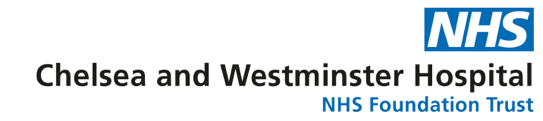 NHS
Chelsea and Westminster Hospital
NHS Foundation Trust